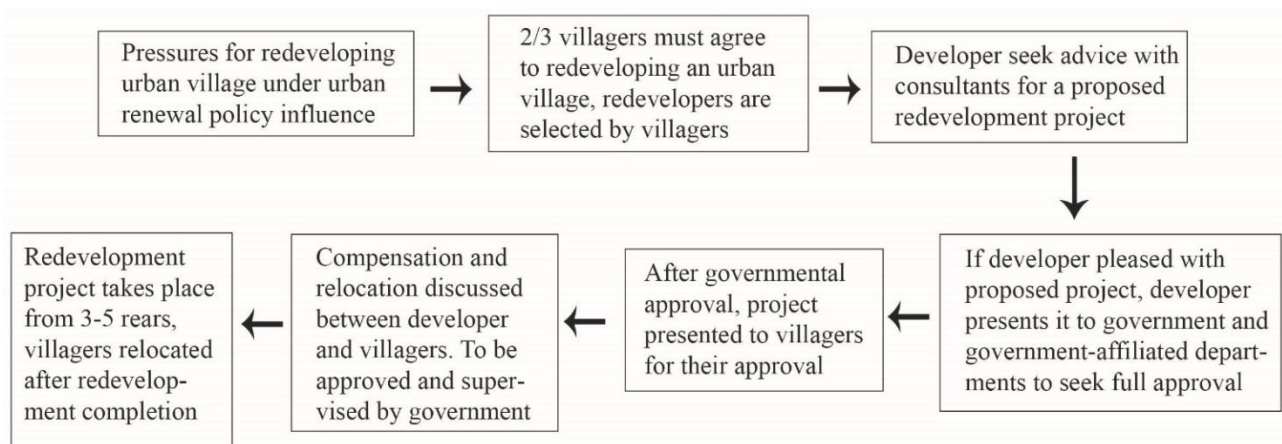 Pressures for redeveloping
urban village under urban
renewal policy influence
2/3 villagers must agree
to redeveloping an urban
village, redevelopers are
selected by villagers
Developer seek advice with
consultants for a proposed
redevelopment project
If developer pleased with
proposed project, developer
presents it to government and
government-affiliated depart-
ments to seek full approval
After governmental
approval, project
presented to villagers
for their approval
Compensation and
relocation discussed
between developer
and villagers. To be
approved and super-
vised by government
Redevelopment
project takes place
from 3-5 rears,
villagers relocated
after redevelop-
ment completion